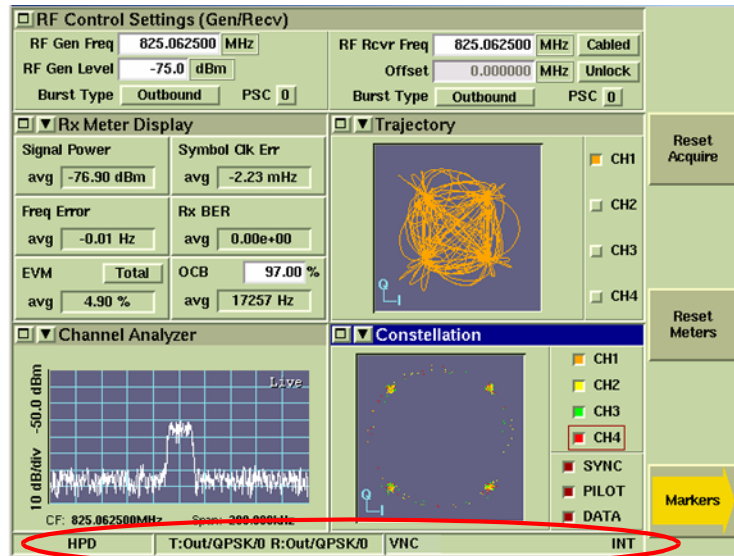 RF Control Settings (Gen/Recv)
RF Gen Freq 825.062500 MHz
RF Gen Level -75.0 dBm
Burst Type Outbound PSC 0
RF Rcvr Freq 825.062500 MHz Cabled
Offset 0.000000 MHz Unlock
Burst Type Outbound PSC 0
Rx Meter Display
Signal Power
avg -76.90 dBm
Symbol Clk Err
avg -2.23 mHz
Freq Error
avg -0.01 Hz
Rx BER
avg 0.00e+00
EVM Total
avg 4.90 %
OCB 97.00 %
avg 17257 Hz
Trajectory
Q
I
CH1
CH2
CH3
CH4
Channel Analyzer
Live
10 dB/div -50.0 dBm
CF: 825.062500MHz Span: 200.000kHz
Constellation
Q
I
CH1
CH2
CH3
CH4
SYNC
PILOT
DATA
Reset
Acquire
Reset
Meters
Markers
HPD T:Out/QPSK/0 R:Out/QPSK/0 VNC INT